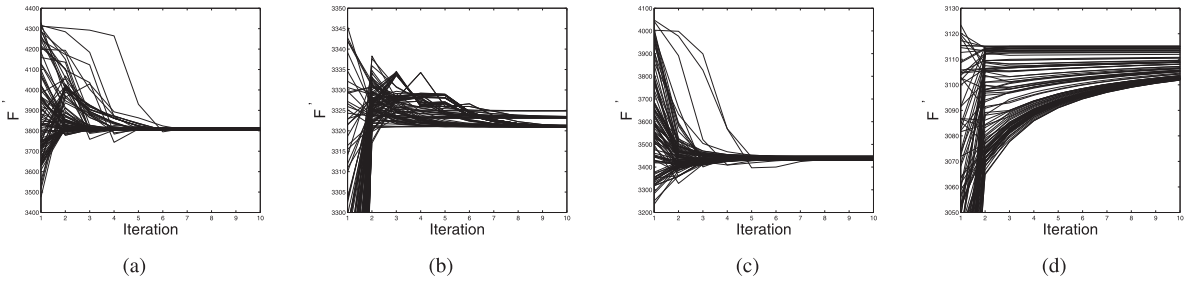 4400
4300
4200
4100
4000
3900
3800
3700
3600
3500
3400
F '
1 2 3 4 5 6 7 8 9 10
Iteration
(a)
3350
3345
3340
3335
3330
3325
3320
3315
3310
3305
3300
F '
1 2 3 4 5 6 7 8 9 10
Iteration
(b)
4100
4000
3900
3800
3700
3600
3500
3400
3300
3200
F '
1 2 3 4 5 6 7 8 9 10
Iteration
(c)
3130
3120
3110
3100
3090
3080
3070
3060
3050
F '
1 2 3 4 5 6 7 8 9 10
Iteration
(d)